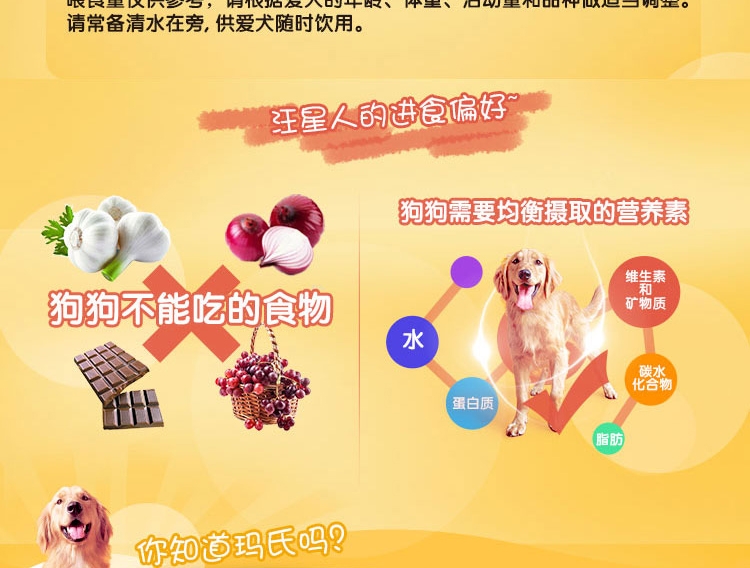 喂食量仅供参考，请根据爱犬的年龄、体重、活动量和品种做适当调整。
请常备清水在旁, 供爱犬随时饮用。
汪星人的进食偏好~
狗狗不能吃的食物
狗狗需要均衡摄取的营养素
维生素
和
矿物质
水
碳水
化合物
蛋白质
脂肪
你知道玛氏吗?